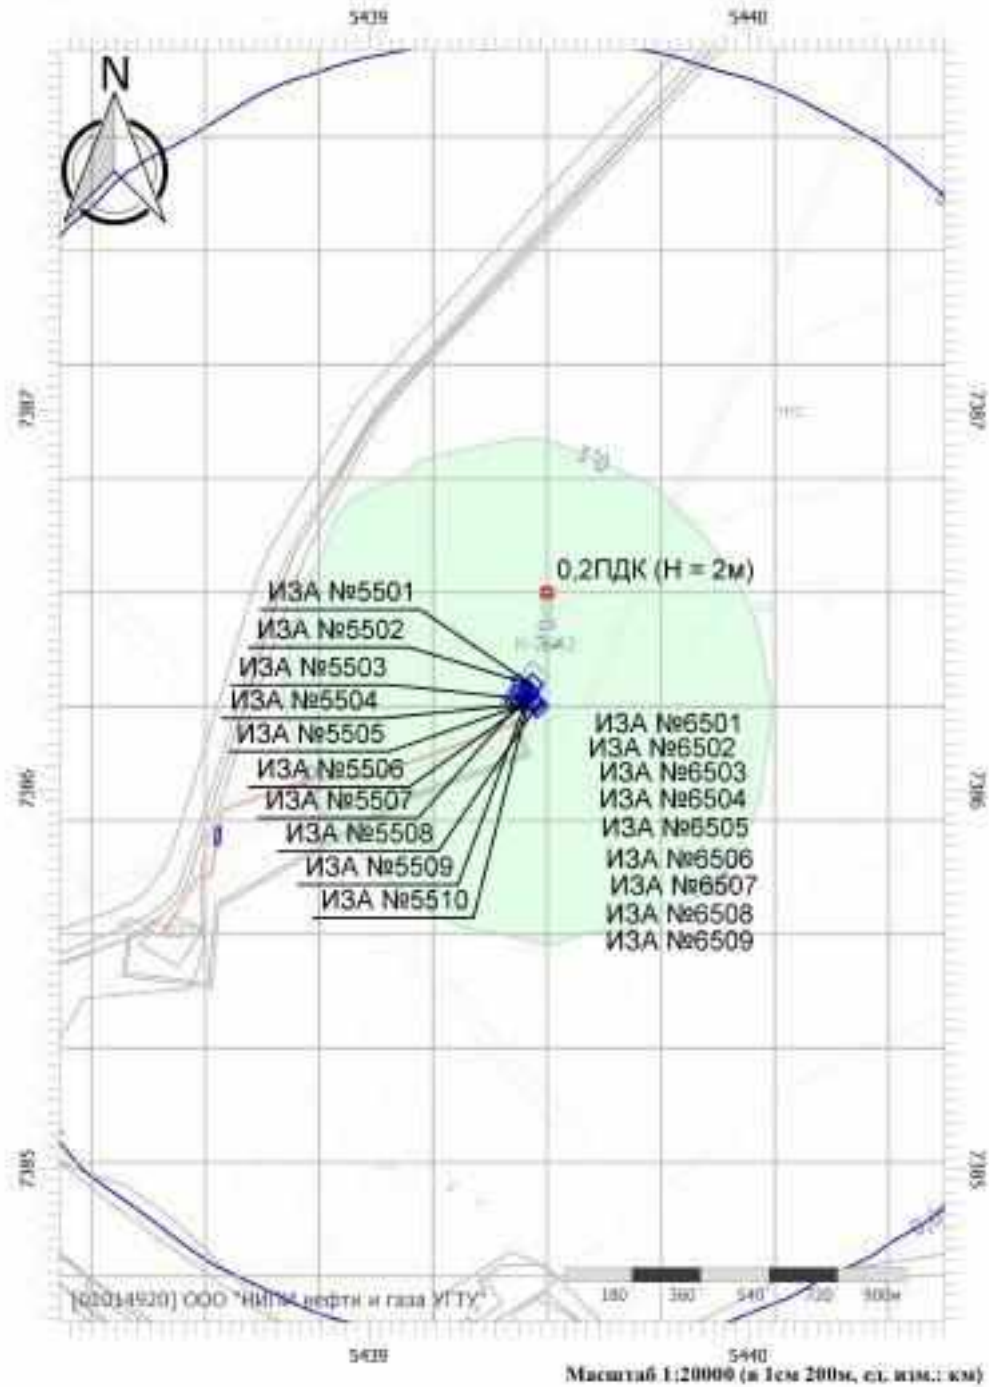 5439 5440
N
7387 7387
0,2ПДК (Н = 2м)
ИЗА №5501
ИЗА №5502
ИЗА №5503
ИЗА №5504
ИЗА №5505
ИЗА №5506
ИЗА №5507
ИЗА №5508
ИЗА №5509
ИЗА №5510
ИЗА №6501
ИЗА №6502
ИЗА №6503
ИЗА №6504
ИЗА №6505
ИЗА №6506
ИЗА №6507
ИЗА №6508
ИЗА №6509
7386 7386
7385 7385
[01014920] ООО "НИПИ нефти и газа УГТУ"
180 360 540 720 900м
5439 5440
Масштаб 1:20000 (в 1см 200м, ед. изм.: км)